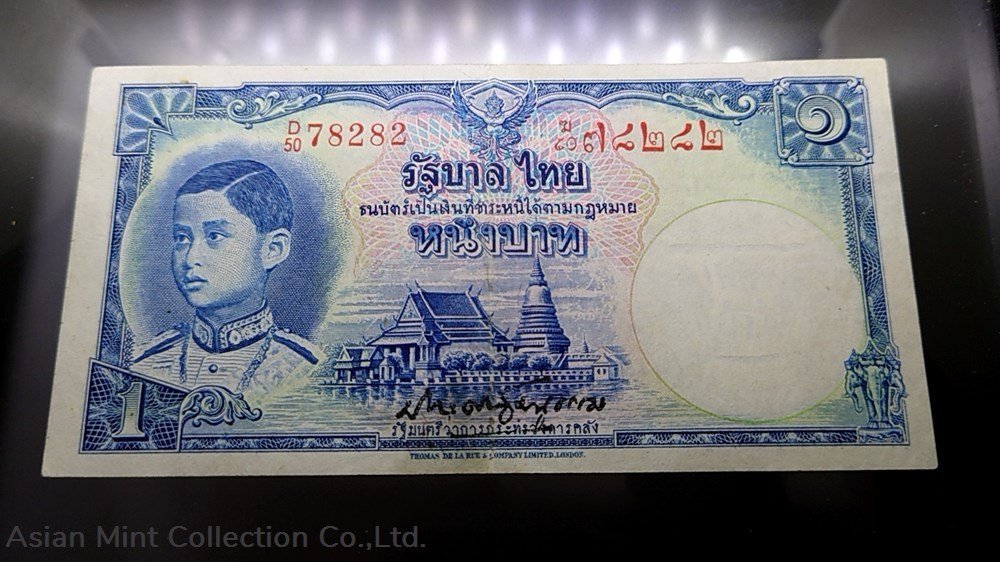 D/50 78282
๗๘๒๘๒
๑
รัฐบาลไทย
ธนบัตร์เป็นเงินที่ชำระหนี้ได้ตามกฎหมาย
หนึ่งบาท
1
รัฐมนตรีว่าการกระทรวงการคลัง
THOMAS DE LA RUE & COMPANY LIMITED, LONDON.
Asian Mint Collection Co.,Ltd.